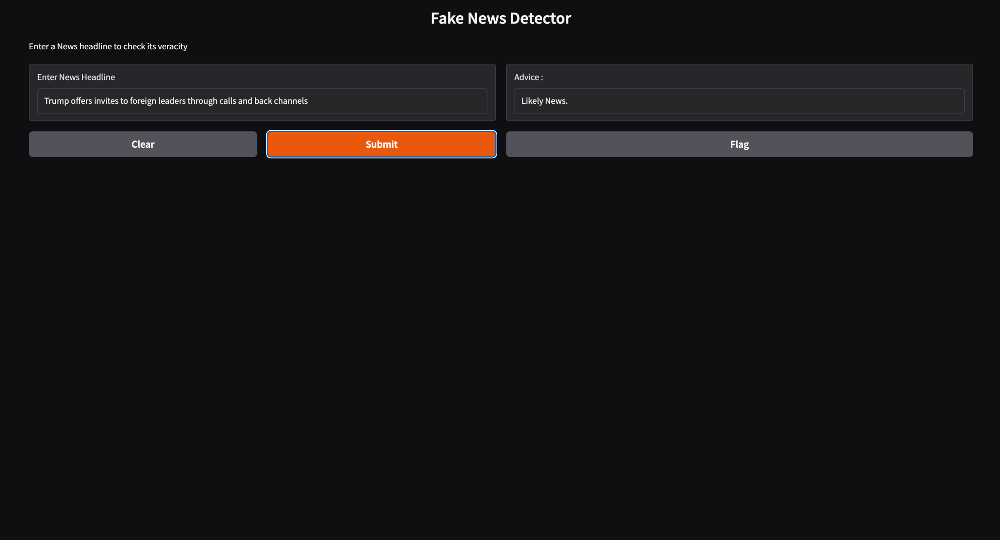 Fake News Detector
Enter a News headline to check its veracity
Enter News Headline
Trump offers invites to foreign leaders through calls and back channels
Advice :
Likely News.
Clear
Submit
Flag